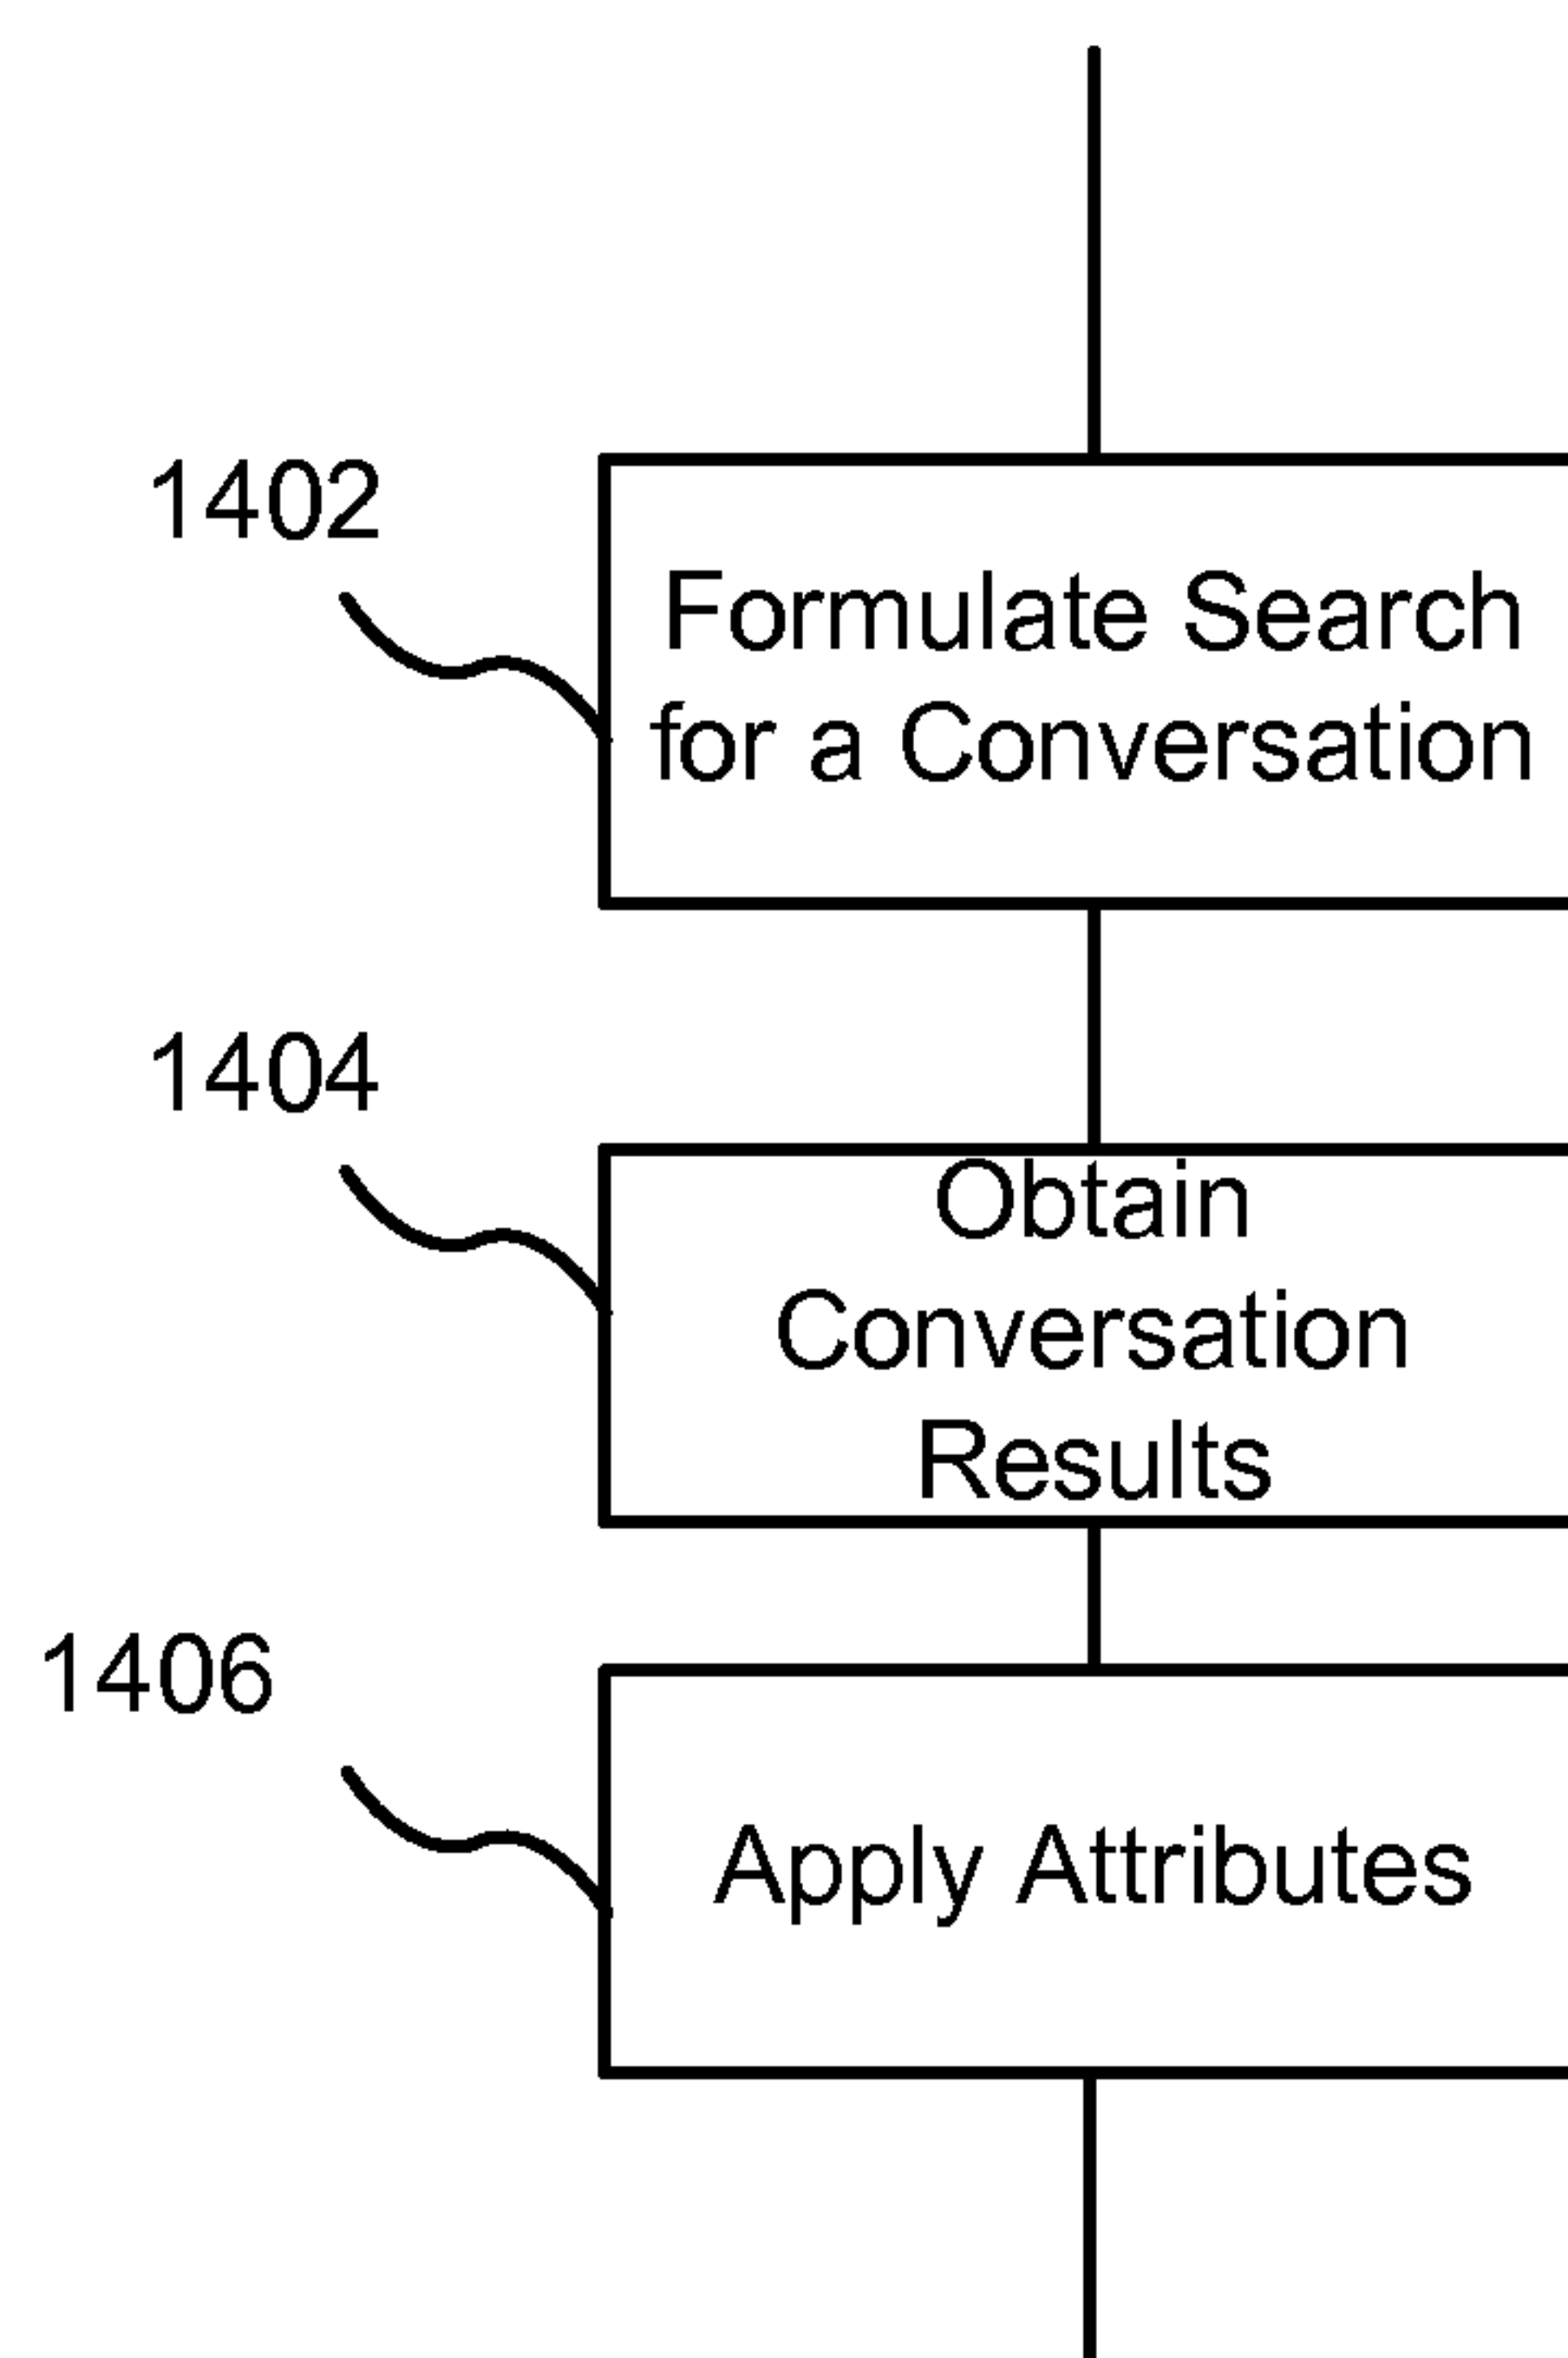 1402
Formulate Search
for a Conversation
1404
Obtain
Conversation
Results
1406
Apply Attributes